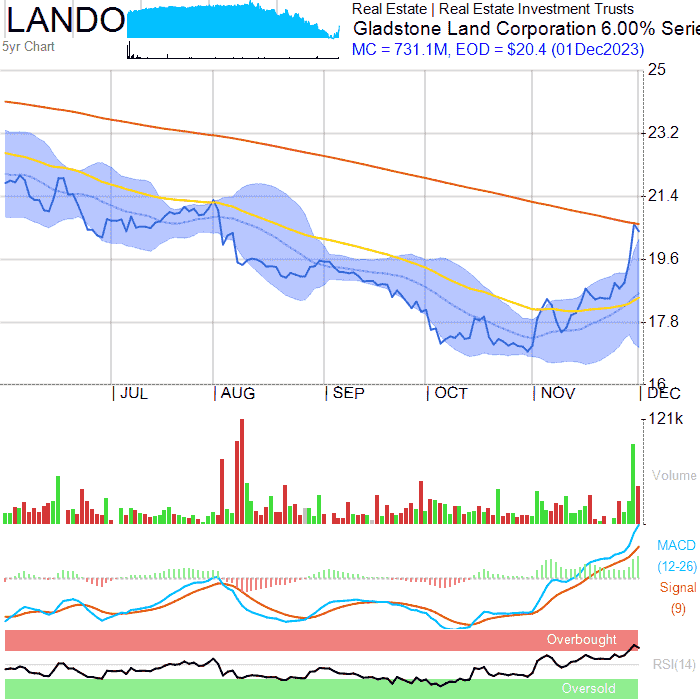 LANDO
Real Estate | Real Estate Investment Trusts
Gladstone Land Corporation 6.00% Serie
5yr Chart
MC = 731.1M, EOD = $20.4 (01Dec2023)
25
23.2
21.4
19.6
17.8
16
JUL
AUG
SEP
OCT
NOV
DEC
121k
Volume
MACD
(12-26)
Signal
(9)
Overbought
RSI(14)
Oversold